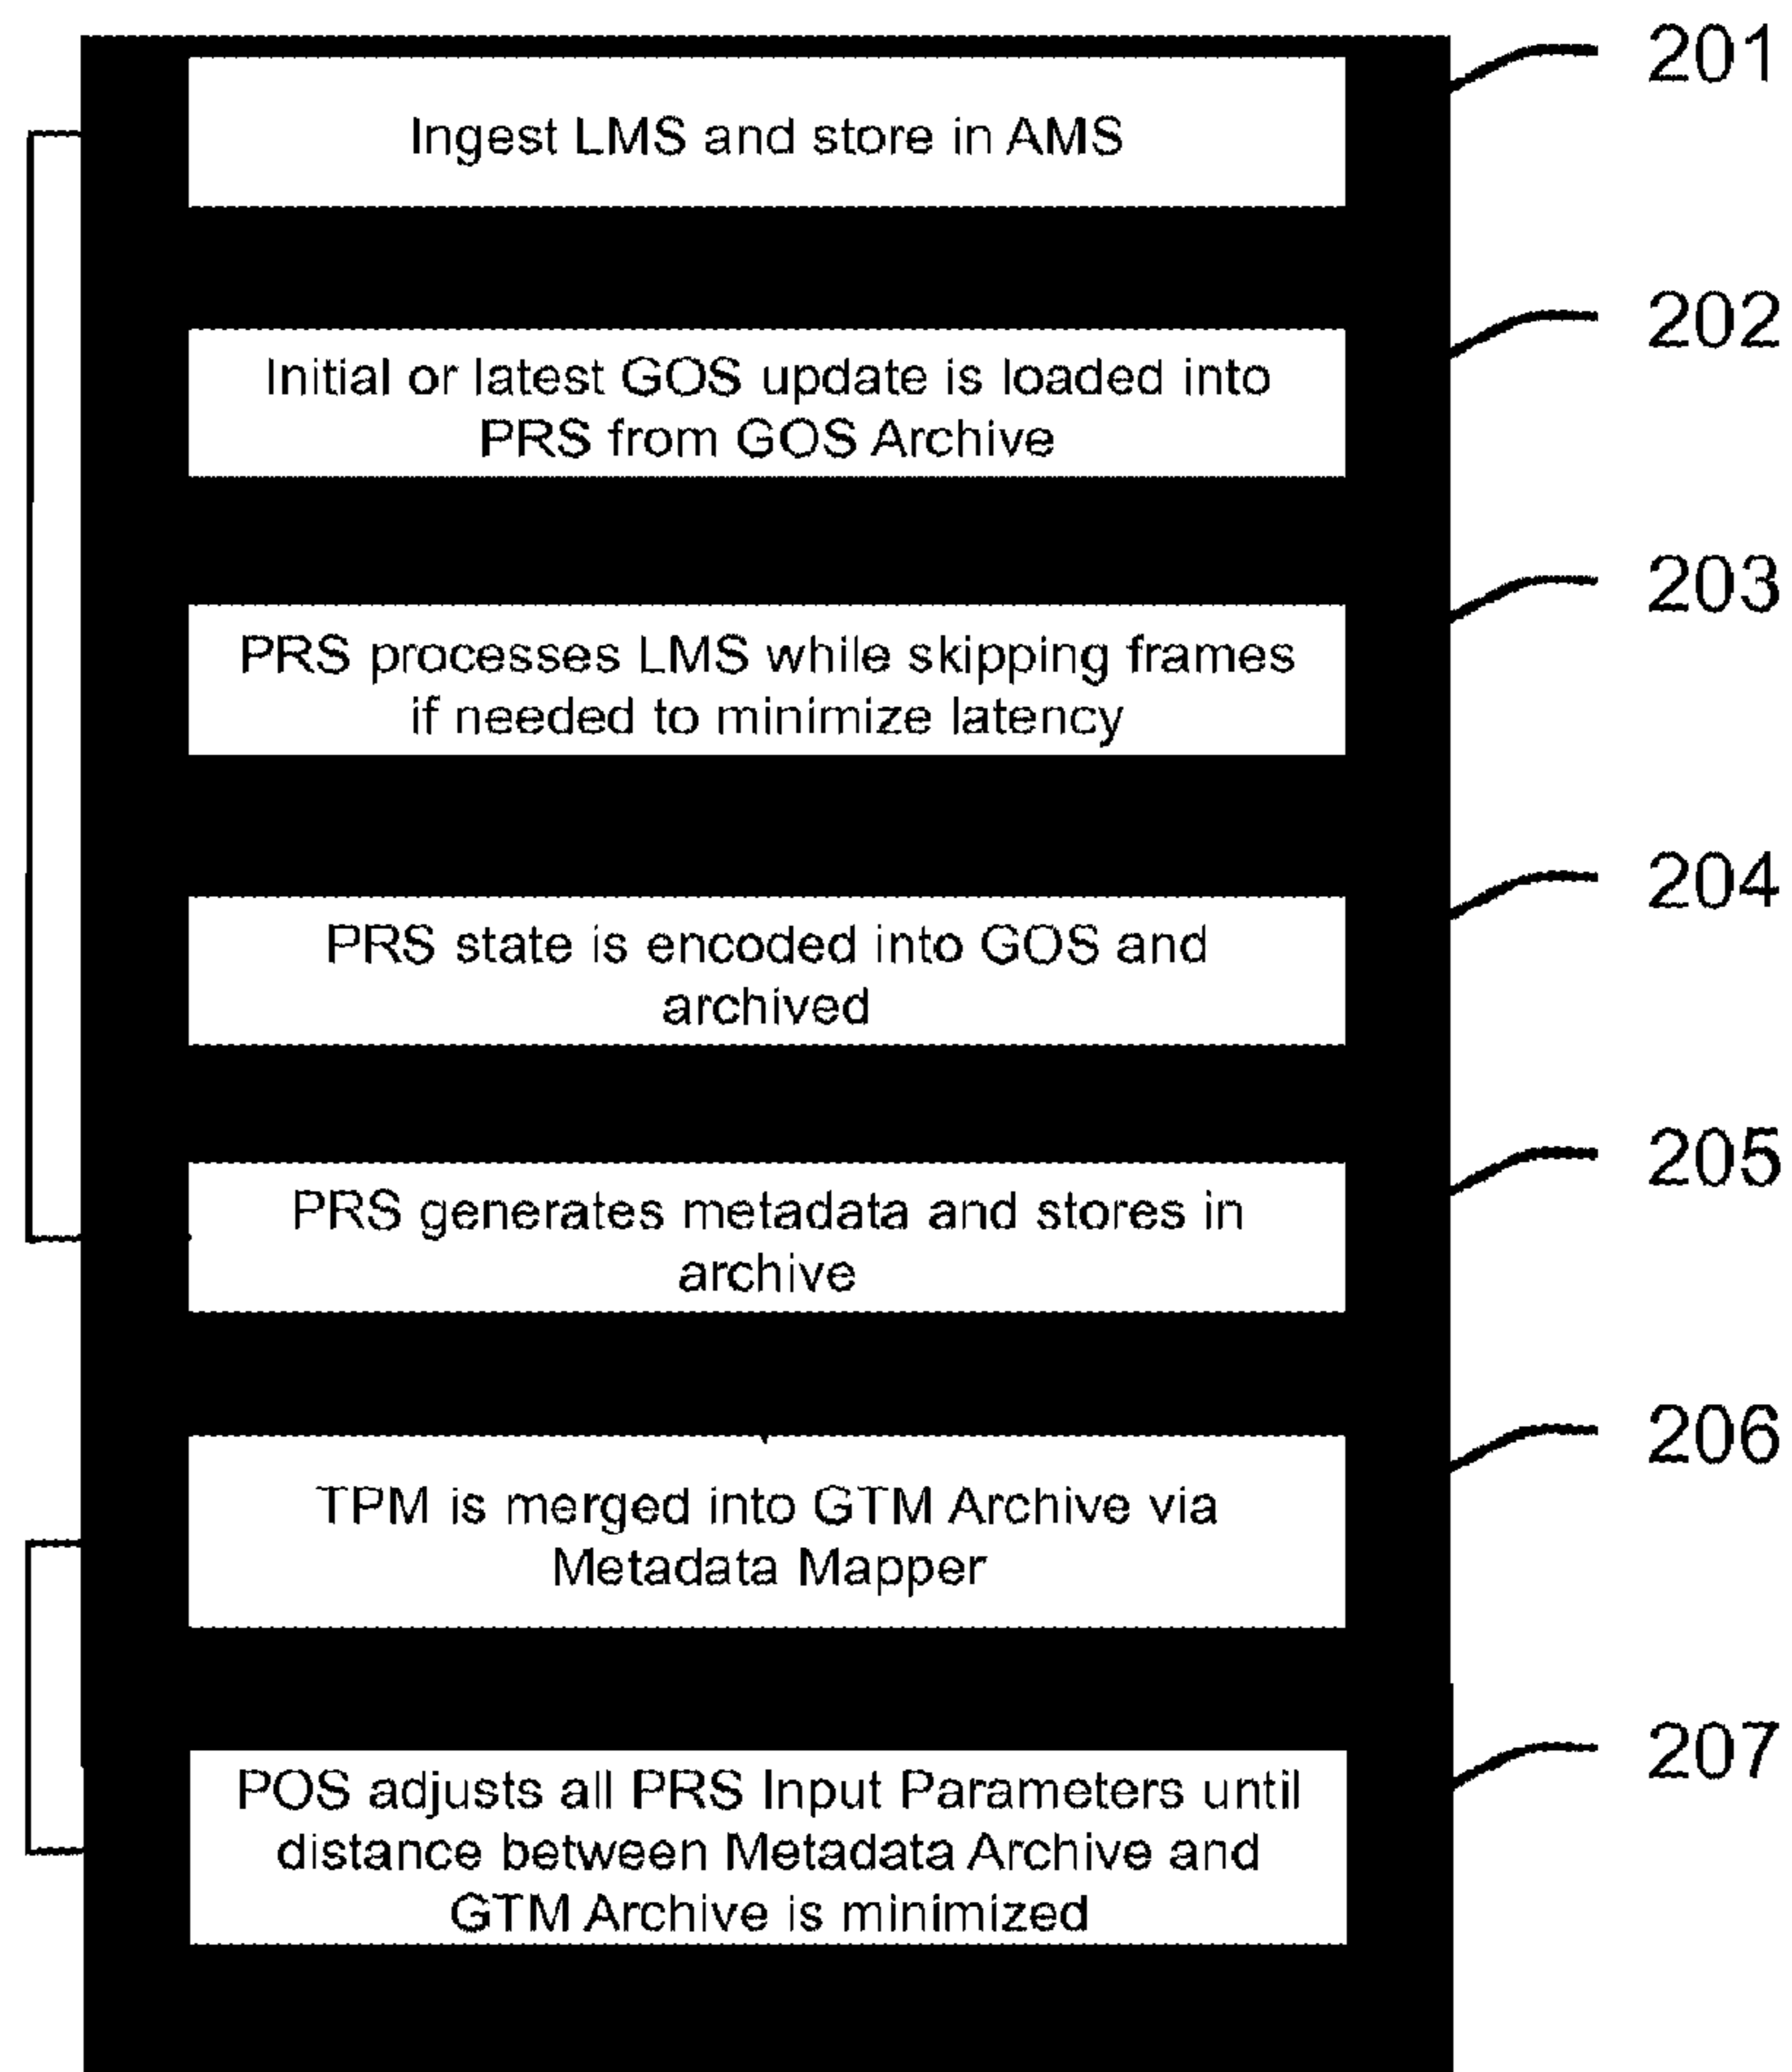 201
Ingest LMS and store in AMS
202
Initial or latest GOS update is loaded into
PRS from GOS Archive
203
PRS processes LMS while skipping frames
if needed to minimize latency
204
PRS state is encoded into GOS and
archived
205
PRS generates metadata and stores in
archive
206
TPM is merged into GTM Archive via
Metadata Mapper
207
POS adjusts all PRS Input Parameters until
distance between Metadata Archive and
GTM Archive is minimized